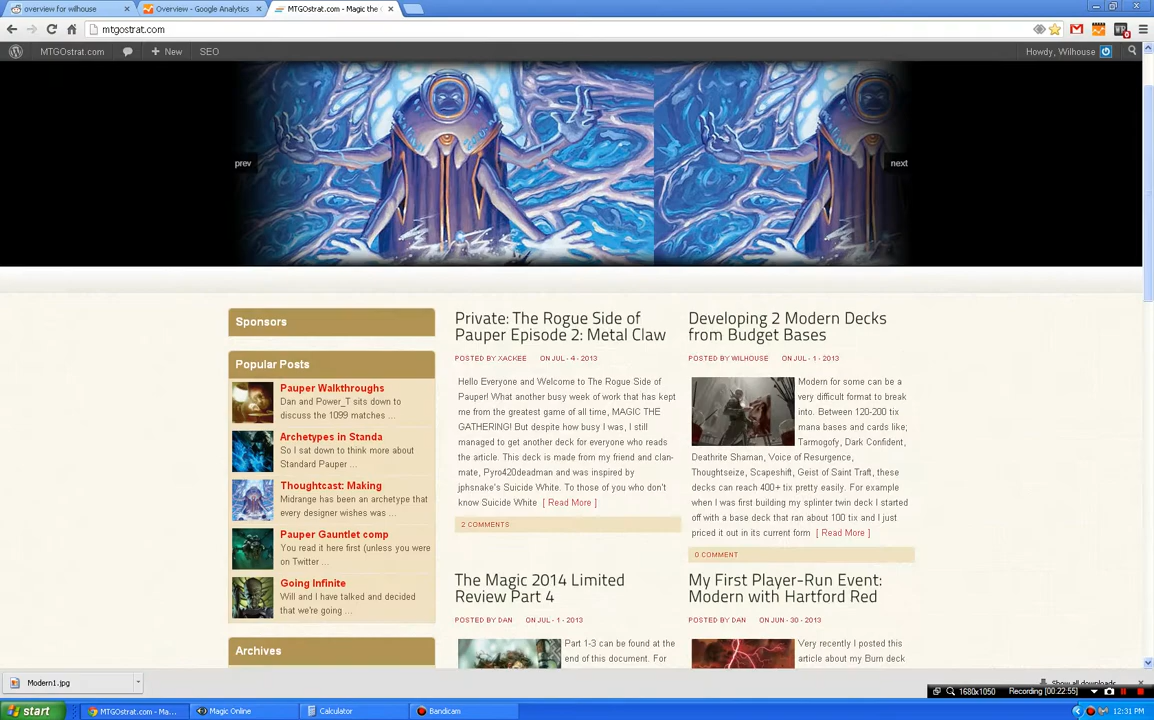 overview for wilhouse
Overview - Google Analytics
MTGOstrat.com - Magic the
mtgostrat.com
MTGOstrat.com
New
SEO
Howdy, Wilhouse
prev
next
Sponsors
Popular Posts
Pauper Walkthroughs
Dan and Power_T sits down to
discuss the 1099 matches ...
Archetypes in Standa
So I sat down to think more about
Standard Pauper ...
Thoughtcast: Making
Midrange has been an archetype that
every designer wishes was ...
Pauper Gauntlet comp
You read it here first (unless you were
on Twitter ...
Going Infinite
Will and I have talked and decided
that we're going ...
Archives
Private: The Rogue Side of
Pauper Episode 2: Metal Claw
POSTED BY XACKEE ON JUL - 4 - 2013
Hello Everyone and Welcome to The Rogue Side of
Pauper! What another busy week of work that has kept
me from the greatest game of all time, MAGIC THE
GATHERING! But despite how busy I was, I still
managed to get another deck for everyone who reads
the article. This deck is made from my friend and clan-
mate, Pyro420deadman and was inspired by
jphsnake's Suicide White. To those of you who don't
know Suicide White [ Read More ]
2 COMMENTS
Developing 2 Modern Decks
from Budget Bases
POSTED BY WILHOUSE ON JUL - 1 - 2013
Modern for some can be a
very difficult format to break
into. Between 120-200 tix
mana bases and cards like;
Tarmogofy, Dark Confident,
Deathrite Shaman, Voice of Resurgence,
Thoughtseize, Scapeshift, Geist of Saint Traft, these
decks can reach 400+ tix pretty easily. For example
when I was first building my splinter twin deck I started
off with a base deck that ran about 100 tix and I just
priced it out in its current form [ Read More ]
0 COMMENT
The Magic 2014 Limited
Review Part 4
POSTED BY DAN ON JUL - 1 - 2013
Part 1-3 can be found at the
end of this document. For
My First Player-Run Event:
Modern with Hartford Red
POSTED BY DAN ON JUN - 30 - 2013
Very recently I posted this
article about my Burn deck
Modern1.jpg
Show all downloads...
1680x1050
Recording [00:22:55]
start
MTGOstrat.com - Ma...
Magic Online
Calculator
Bandicam
12:31 PM